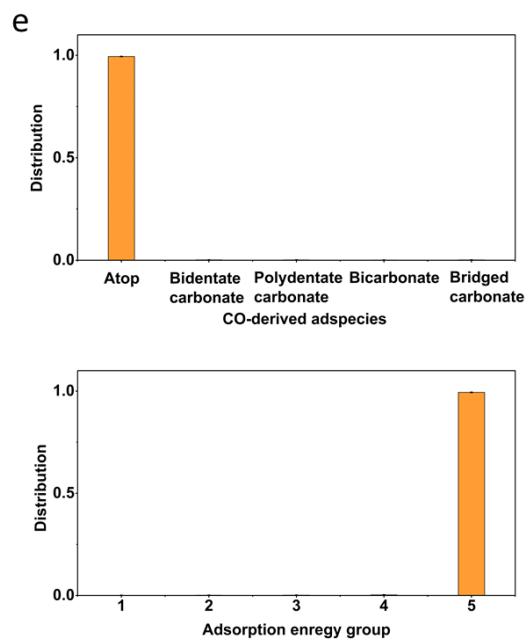 e
Distribution
1.0
0.5
0.0
Atop Bidentate carbonate Polydentate carbonate Bicarbonate Bridged carbonate
CO-derived adspecies
Distribution
1.0
0.5
0.0
1 2 3 4 5
Adsorption enregy group